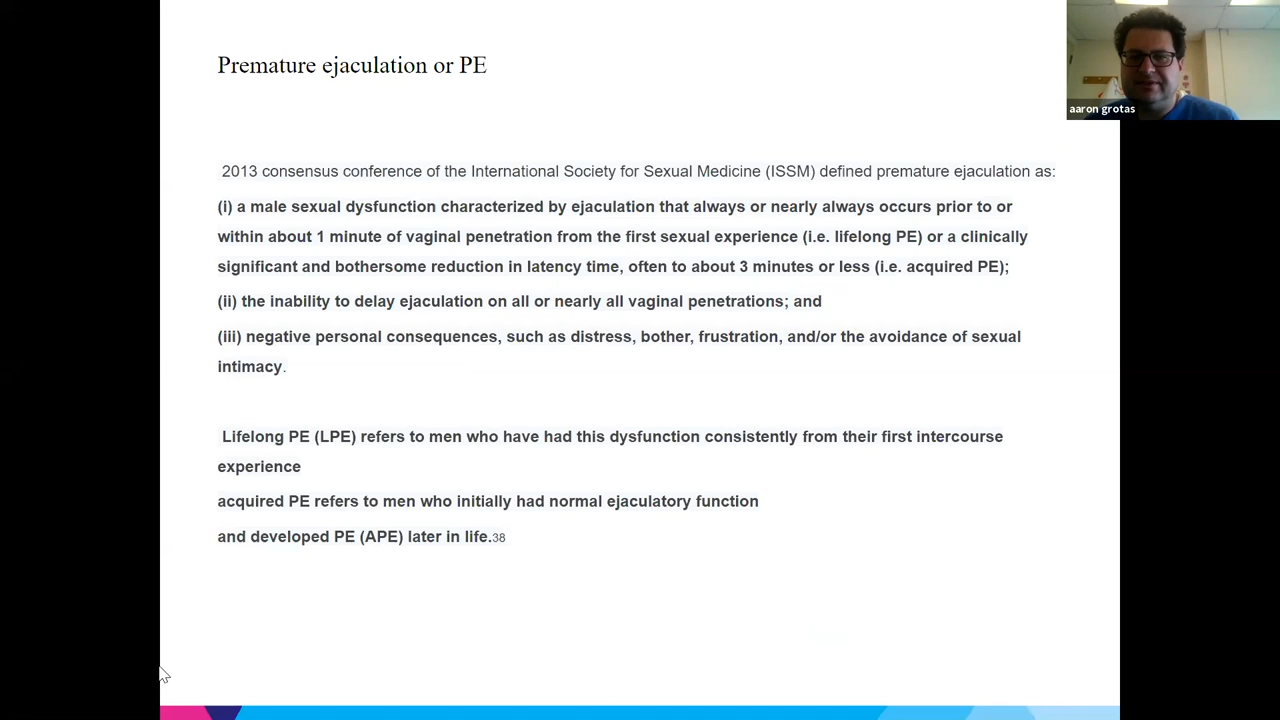 Premature ejaculation or PE
aaron grotas
2013 consensus conference of the International Society for Sexual Medicine (ISSM) defined premature ejaculation as:
(i) a male sexual dysfunction characterized by ejaculation that always or nearly always occurs prior to or
within about 1 minute of vaginal penetration from the first sexual experience (i.e. lifelong PE) or a clinically
significant and bothersome reduction in latency time, often to about 3 minutes or less (i.e. acquired PE);
(ii) the inability to delay ejaculation on all or nearly all vaginal penetrations; and
(iii) negative personal consequences, such as distress, bother, frustration, and/or the avoidance of sexual
intimacy.
Lifelong PE (LPE) refers to men who have had this dysfunction consistently from their first intercourse
experience
acquired PE refers to men who initially had normal ejaculatory function
and developed PE (APE) later in life.38